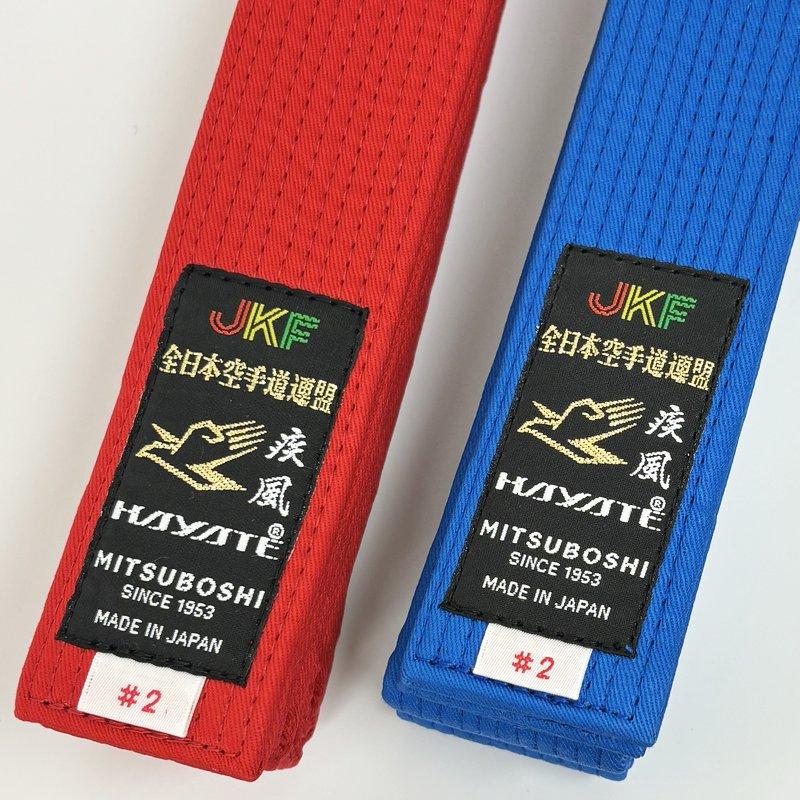 JKF
全日本空手道連盟
疾風
HAYATE®
MITSUBOSHI
SINCE 1953
MADE IN JAPAN
#2
JKF
全日本空手道連盟
疾風
HAYATE®
MITSUBOSHI
SINCE 1953
MADE IN JAPAN
#2